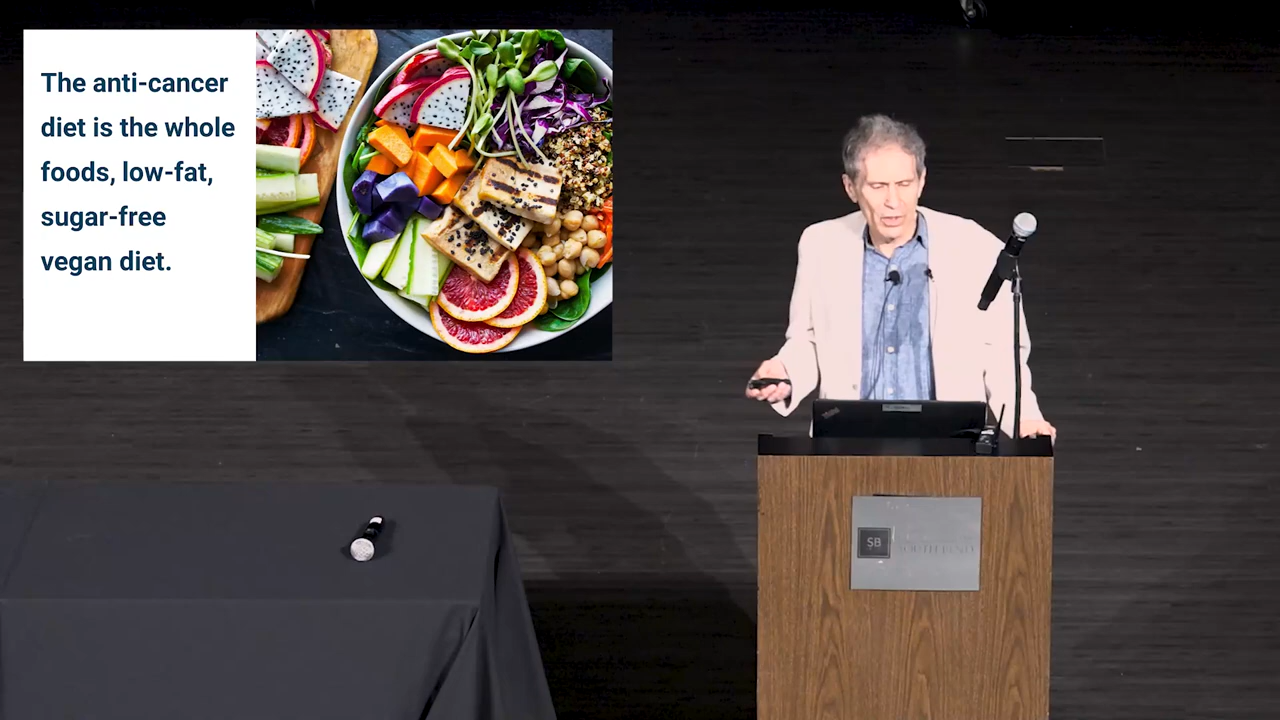 The anti-cancer
diet is the whole
foods, low-fat,
sugar-free
vegan diet.
SB